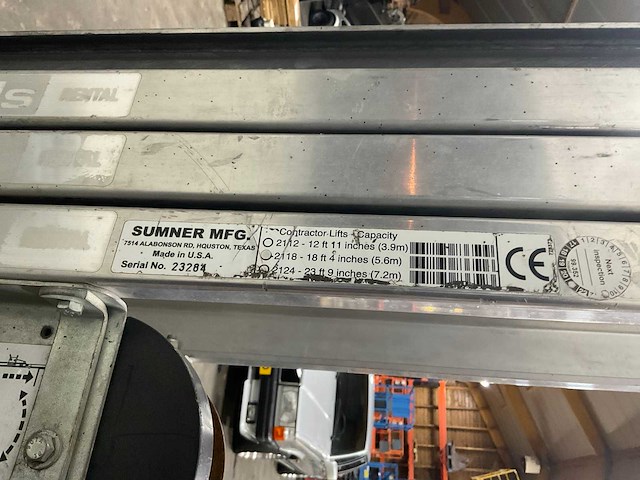 ls RENTAL
SUMNER MFG.
7514 ALABONSON RD, HOUSTON, TEXAS
Made in U.S.A.
Serial No. 23284
Contractor Lifts - Capacity
2112 - 12 ft 11 inches (3.9m)
2118 - 18 ft 4 inches (5.6m)
2124 - 23 ft 9 inches (7.2m)
CE
Next
Inspection